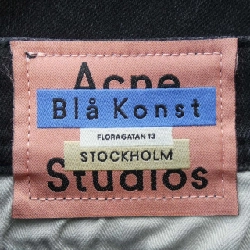 Acne
Blå Konst
FLORAGATAN 13
STOCKHOLM
Studios